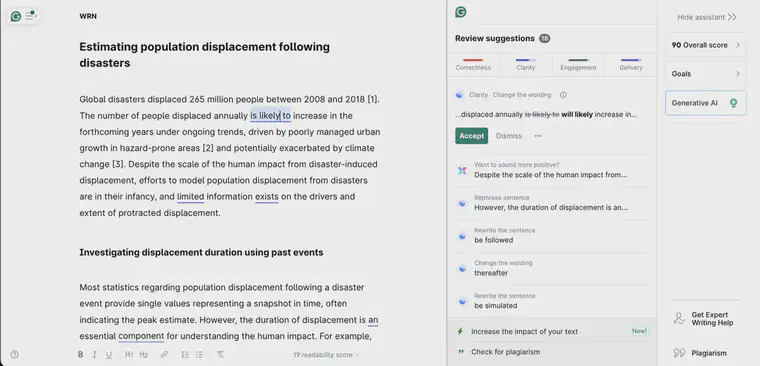 WRN
Estimating population displacement following
disasters
Global disasters displaced 265 million people between 2008 and 2018 [1].
The number of people displaced annually is likely to increase in the
forthcoming years under ongoing trends, driven by poorly managed urban
growth in hazard-prone areas [2] and potentially exacerbated by climate
change [3]. Despite the scale of the human impact from disaster-induced
displacement, efforts to model population displacement from disasters
are in their infancy, and limited information exists on the drivers and
extent of protracted displacement.
Investigating displacement duration using past events
Most statistics regarding population displacement following a disaster
event provide single values representing a snapshot in time, often
indicating the peak estimate. However, the duration of displacement is an
essential component for understanding the human impact. For example,
B I U H1 H2
19 readability score
Review suggestions 18
Correctness Clarity Engagement Delivery
Clarity · Change the wording
...displaced annually is likely to will likely increase in...
Accept Dismiss ...
Want to sound more positive?
Despite the scale of the human impact from...
Rephrase sentence
However, the duration of displacement is an...
Rewrite the sentence
be followed
Change the wording
thereafter
Rewrite the sentence
be simulated
Increase the impact of your text New!
Check for plagiarism
Hide assistant
90 Overall score
Goals
Generative AI
Get Expert
Writing Help
Plagiarism